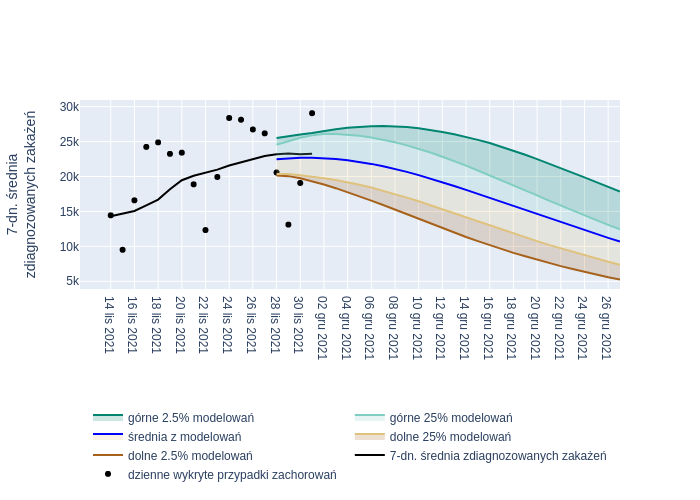 7-dn. średnia
zdiagnozowanych zakażeń
30k
25k
20k
15k
10k
5k
14 lis 2021
16 lis 2021
18 lis 2021
20 lis 2021
22 lis 2021
24 lis 2021
26 lis 2021
28 lis 2021
30 lis 2021
02 gru 2021
04 gru 2021
06 gru 2021
08 gru 2021
10 gru 2021
12 gru 2021
14 gru 2021
16 gru 2021
18 gru 2021
20 gru 2021
22 gru 2021
24 gru 2021
26 gru 2021
górne 2.5% modelowań
górne 25% modelowań
średnia z modelowań
dolne 25% modelowań
dolne 2.5% modelowań
7-dn. średnia zdiagnozowanych zakażeń
dzienne wykryte przypadki zachorowań